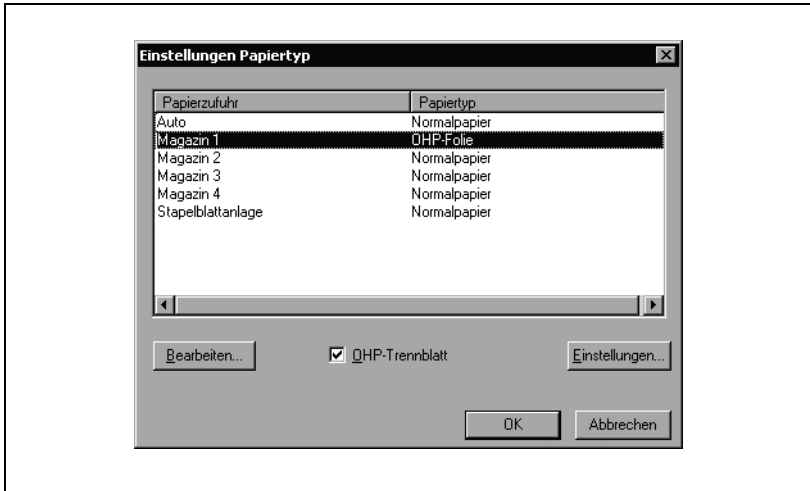 Einstellungen Papiertyp
Papierzufuhr Papiertyp
Auto Normalpapier
Magazin 1 OHP-Folie
Magazin 2 Normalpapier
Magazin 3 Normalpapier
Magazin 4 Normalpapier
Stapelblattanlage Normalpapier
Bearbeiten... OHP-Trennblatt Einstellungen...
OK Abbrechen